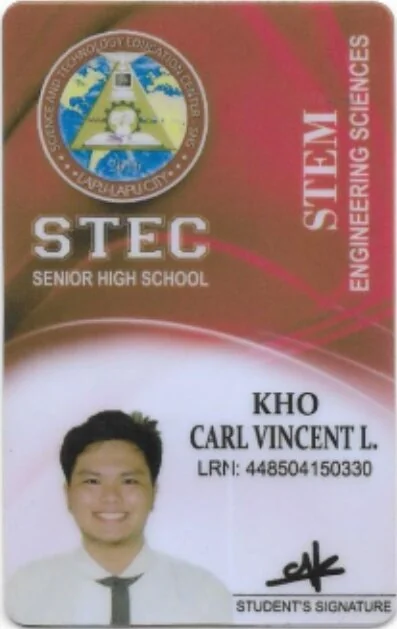 SCIENCE AND TECHNOLOGY EDUCATION CENTER SHS
LAPU-LAPU CITY
STEC
SENIOR HIGH SCHOOL
STEM
ENGINEERING SCIENCES
KHO
CARL VINCENT L.
LRN: 448504150330
STUDENT'S SIGNATURE